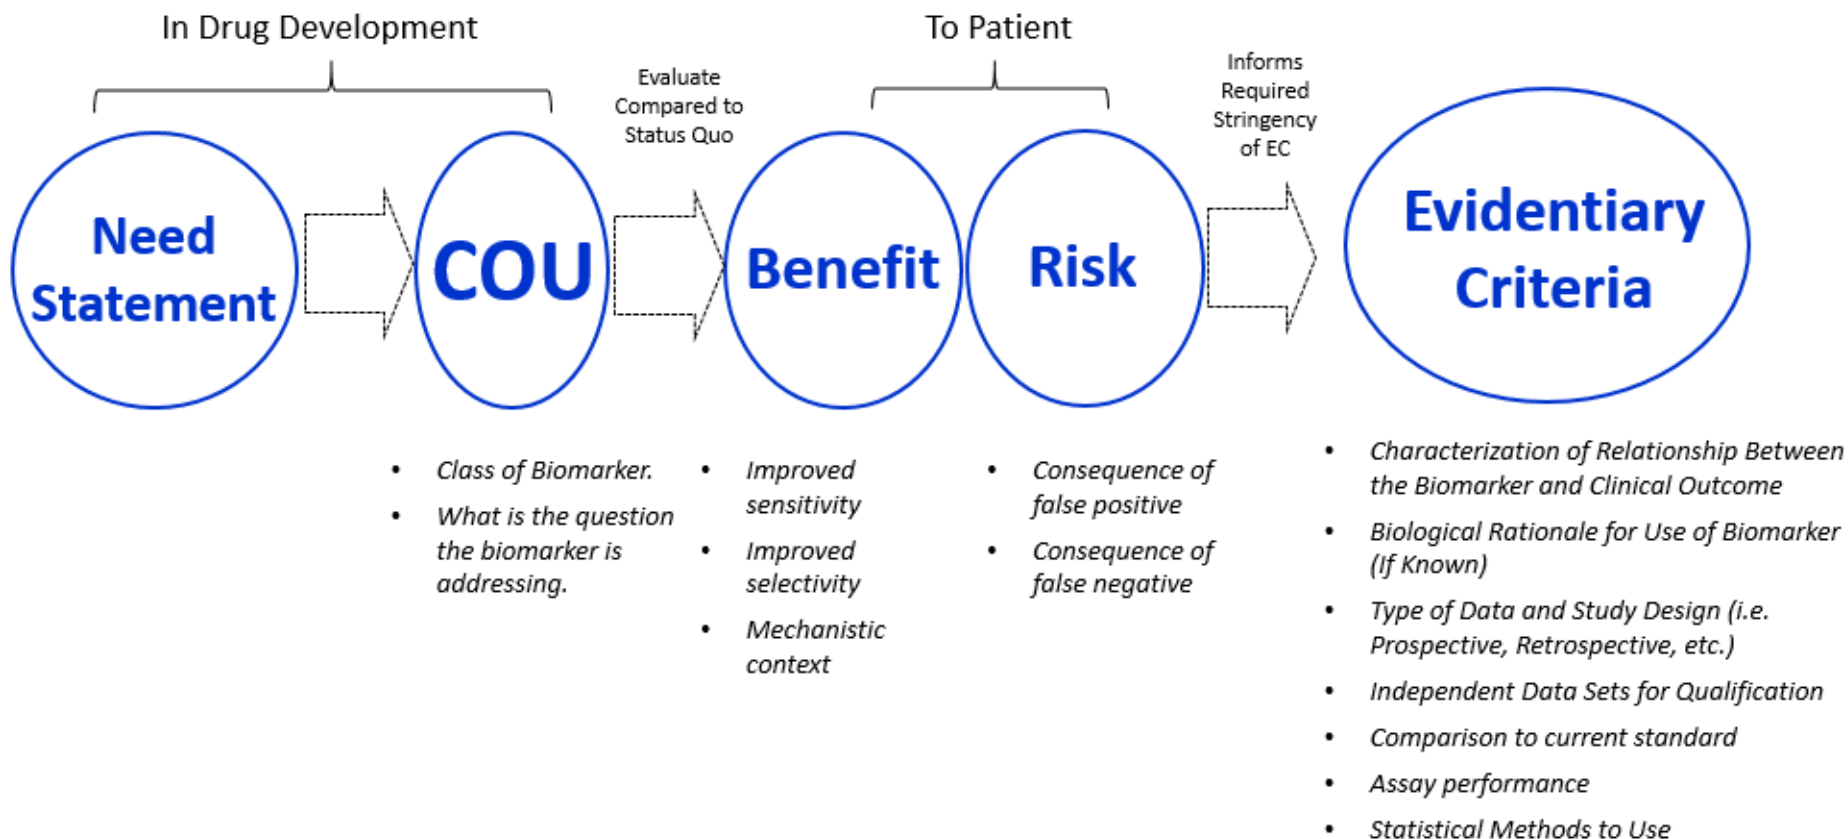 In Drug Development
To Patient
Evaluate
Compared to
Status Quo
Informs
Required
Stringency
of EC
Need
Statement
COU
Benefit
Risk
Evidentiary
Criteria
• Class of Biomarker.
• What is the question
the biomarker is
addressing.
• Improved
sensitivity
• Improved
selectivity
• Mechanistic
context
• Consequence of
false positive
• Consequence of
false negative
• Characterization of Relationship Between
the Biomarker and Clinical Outcome
• Biological Rationale for Use of Biomarker
(If Known)
• Type of Data and Study Design (i.e.
Prospective, Retrospective, etc.)
• Independent Data Sets for Qualification
• Comparison to current standard
• Assay performance
• Statistical Methods to Use